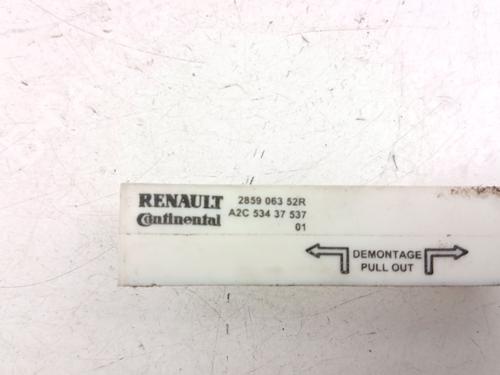 RENAULT 2859 063 52R
Continental A2C 534 37 537
01
DEMONTAGE
PULL OUT